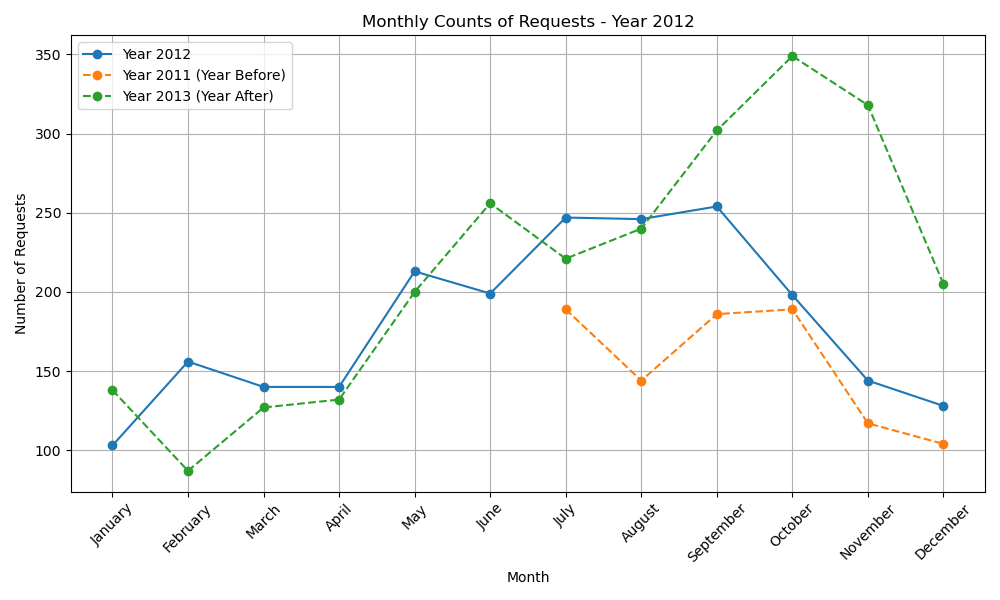 Monthly Counts of Requests - Year 2012
Year 2012
Year 2011 (Year Before)
Year 2013 (Year After)
350
300
250
200
150
100
Number of Requests
January
February
March
April
May
June
July
August
September
October
November
December
Month